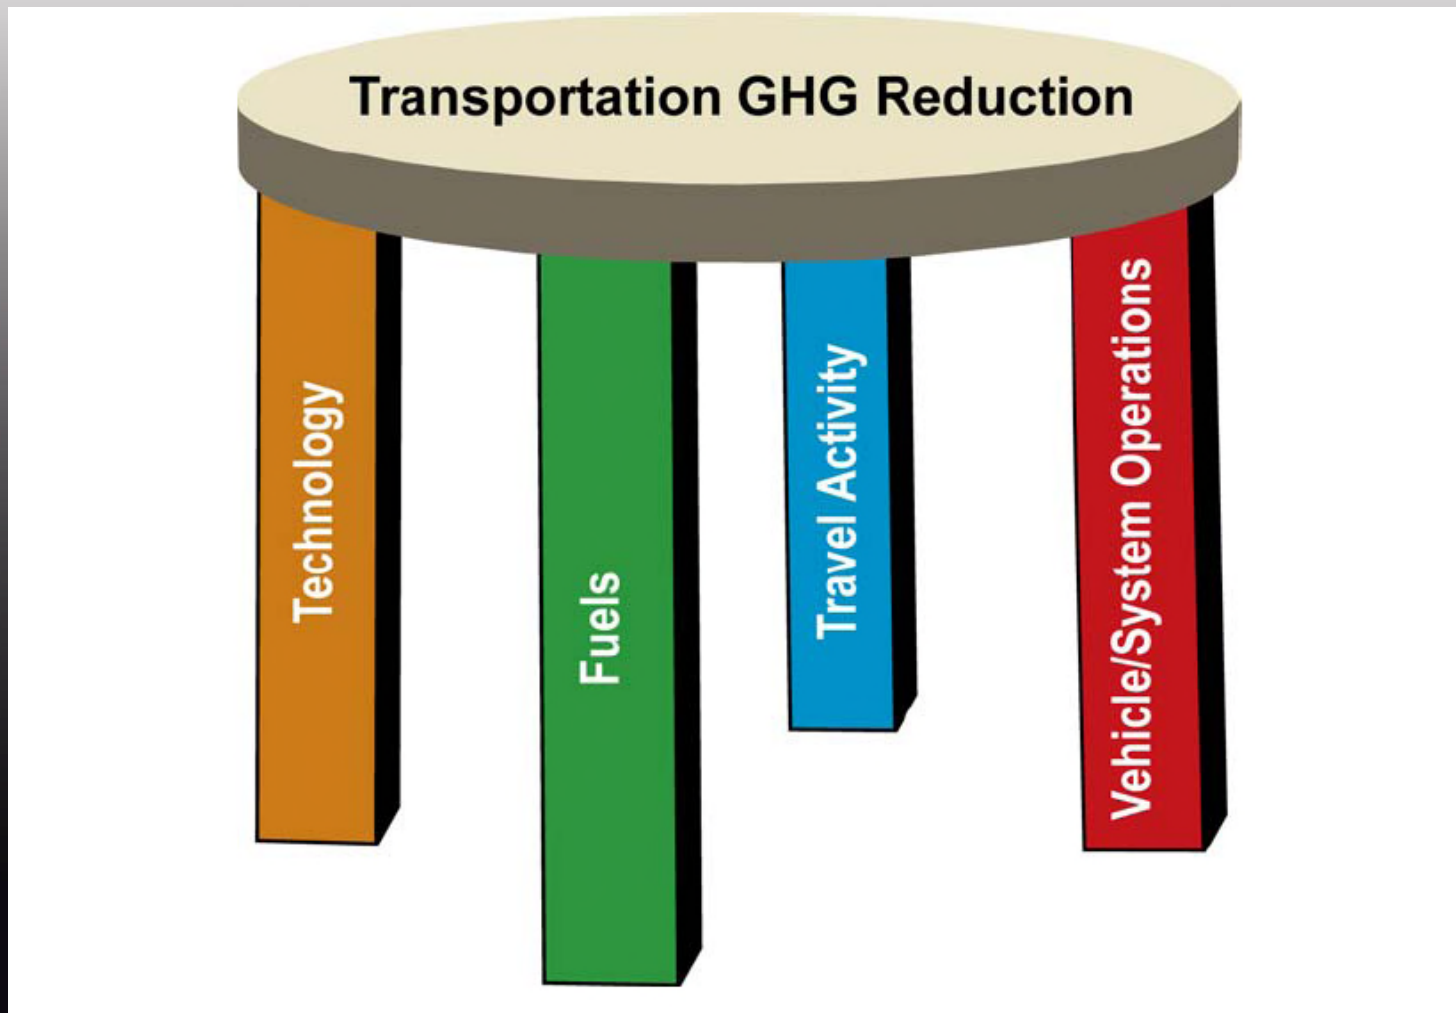 Transportation GHG Reduction
Technology
Fuels
Travel Activity
Vehicle/System Operations